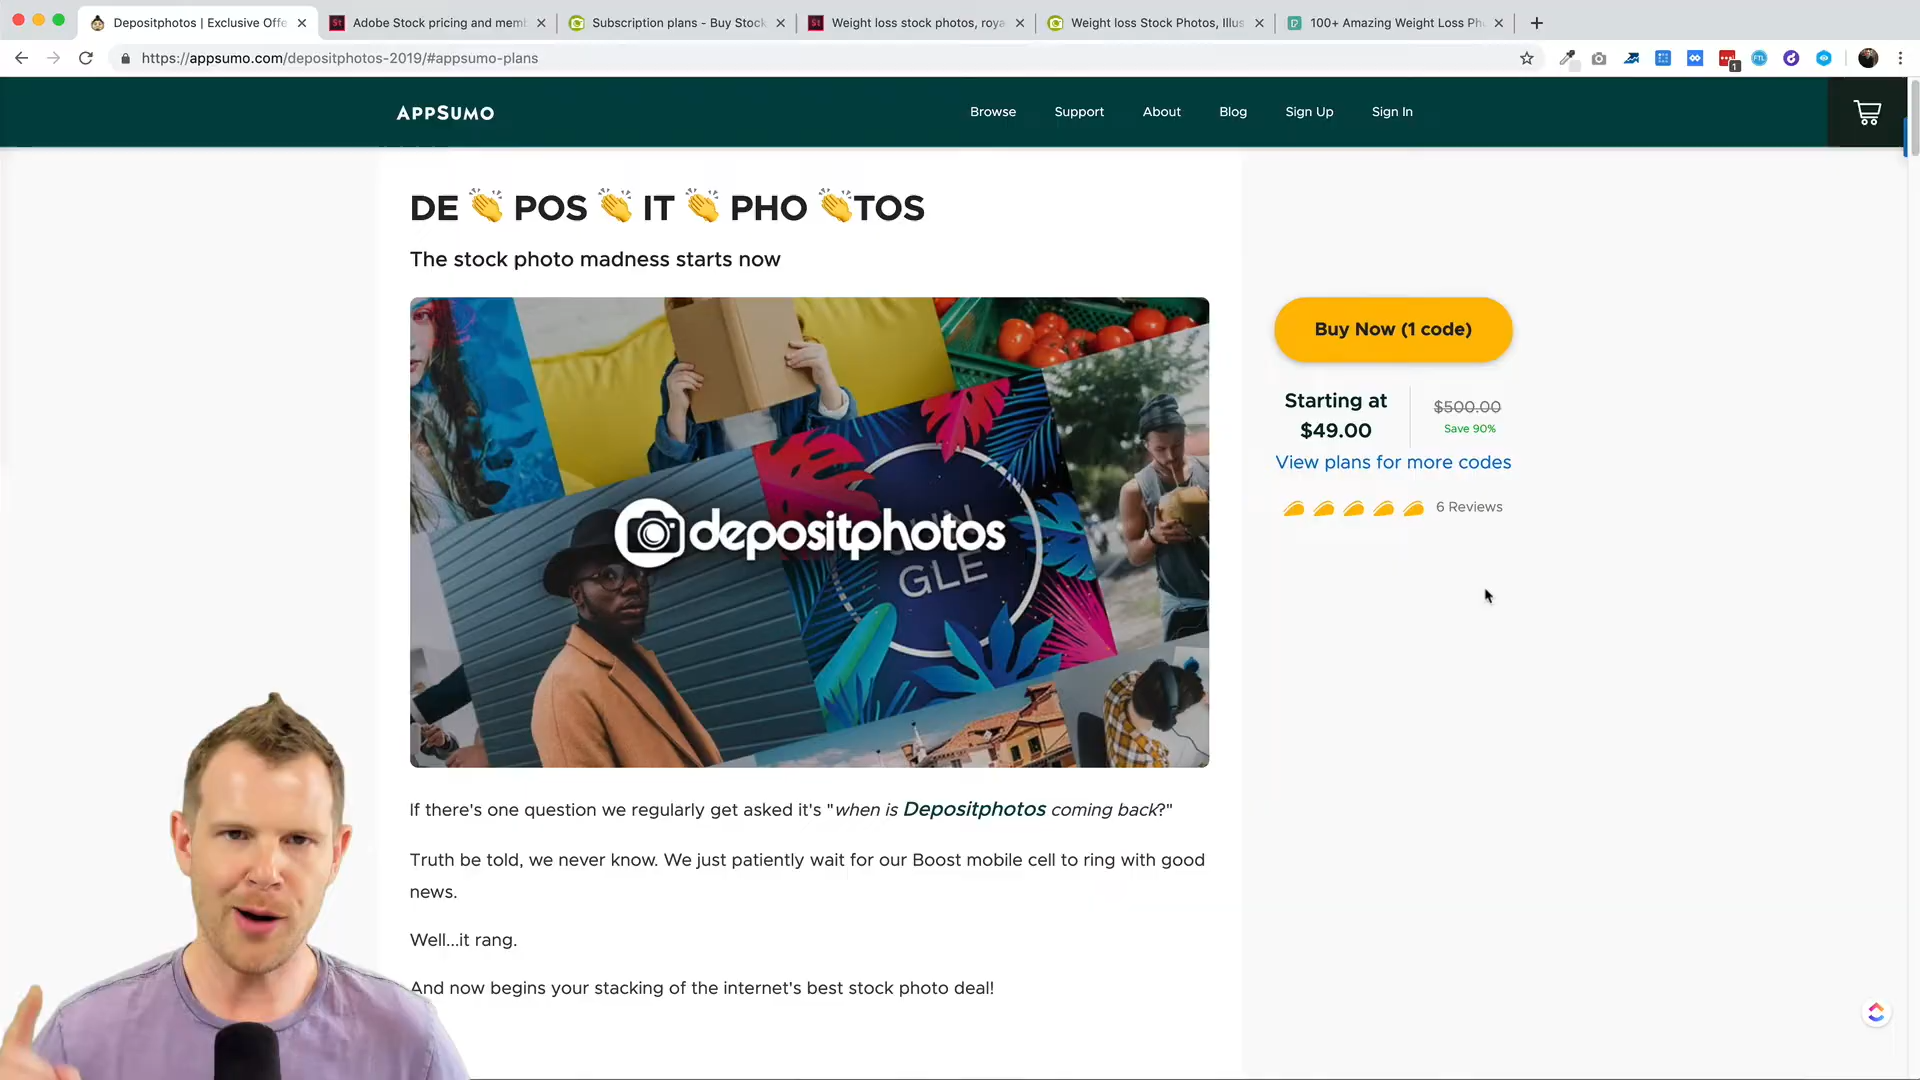 Depositphotos | Exclusive Offe
Adobe Stock pricing and memb
Subscription plans - Buy Stock
Weight loss stock photos, roya
Weight loss Stock Photos, Illus
100+ Amazing Weight Loss Ph
https://appsumo.com/depositphotos-2019/#appsumo-plans
APPSUMO
Browse
Support
About
Blog
Sign Up
Sign In
DE 👏 POS 👏 IT 👏 PHO 👏TOS
The stock photo madness starts now
depositphotos
GLE
Buy Now (1 code)
Starting at
$49.00
$500.00
Save 90%
View plans for more codes
6 Reviews
If there's one question we regularly get asked it's "when is Depositphotos coming back?"
Truth be told, we never know. We just patiently wait for our Boost mobile cell to ring with good
news.
Well...it rang.
And now begins your stacking of the internet's best stock photo deal!